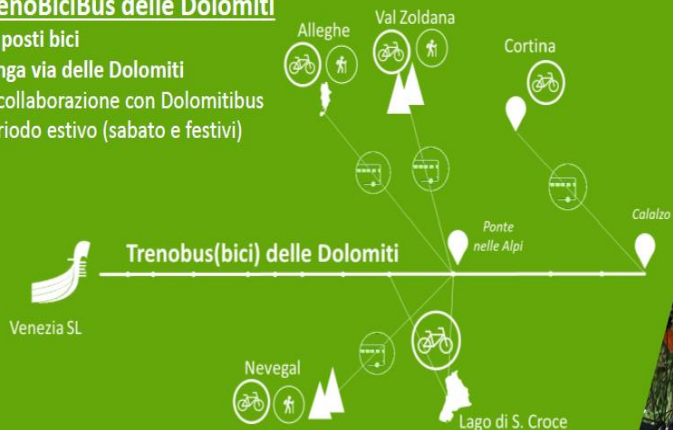 enoBiciBus delle Dolomiti
posti bici
nga via delle Dolomiti
collaborazione con Dolomitibus
riodo estivo (sabato e festivi)
Alleghe
Val Zoldana
Cortina
Calalzo
Ponte
nelle Alpi
Trenobus(bici) delle Dolomiti
Venezia SL
Nevegal
Lago di S. Croce